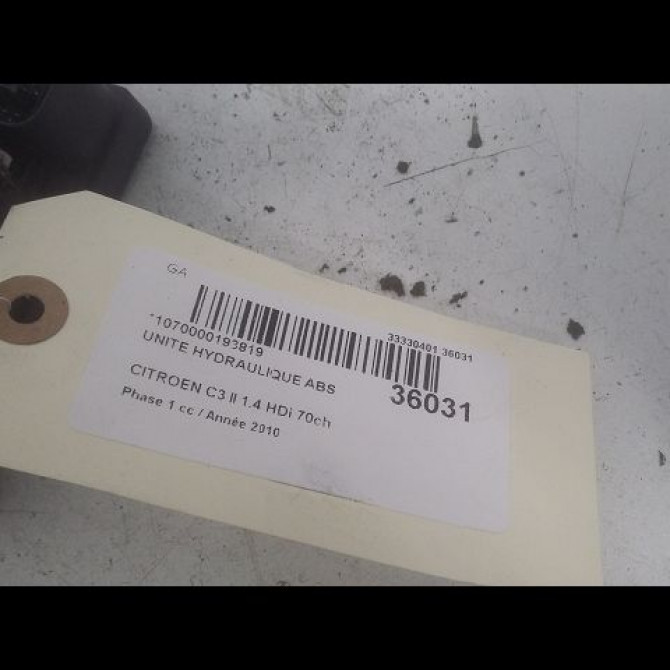 GA
*1070000193819
33330401 36031
UNITE HYDRAULIQUE ABS
36031
CITROEN C3 II 1.4 HDi 70ch
Phase 1 cc / Année 2010